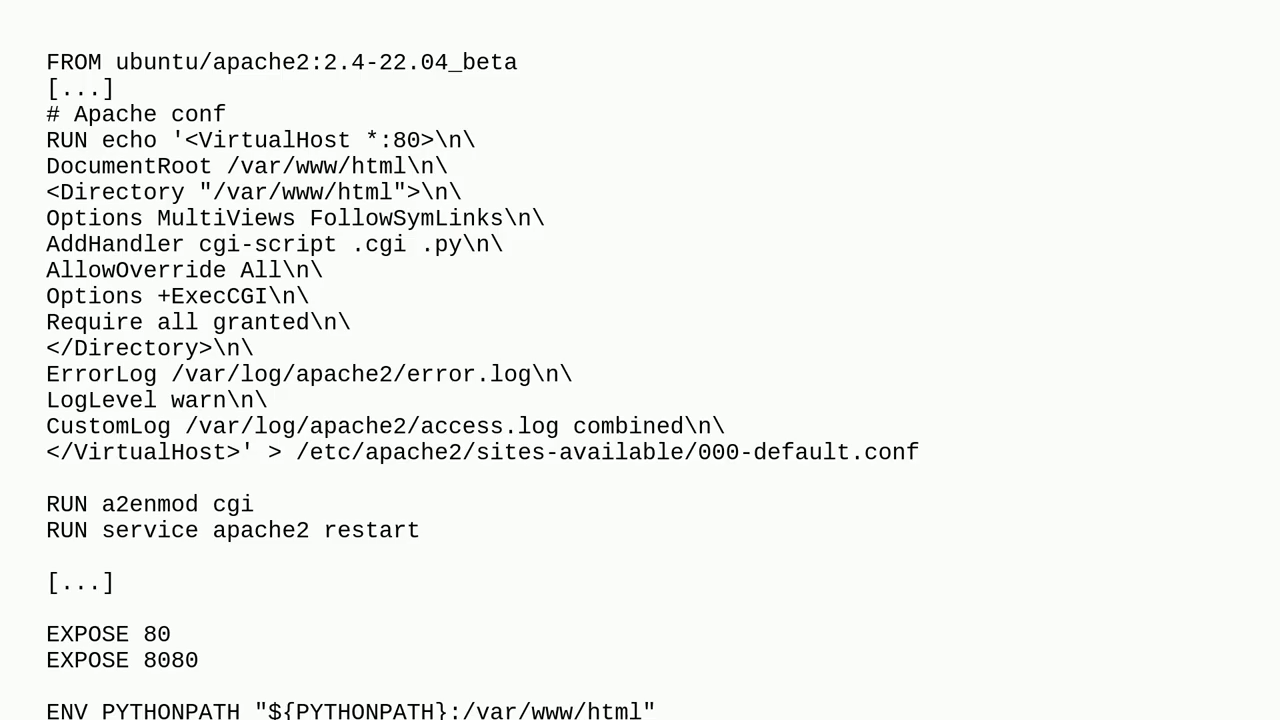 FROM ubuntu/apache2:2.4-22.04_beta
[...]
# Apache conf
RUN echo '<VirtualHost *:80>\n\
DocumentRoot /var/www/html\n\
<Directory "/var/www/html">\n\
Options MultiViews FollowSymLinks\n\
AddHandler cgi-script .cgi .py\n\
AllowOverride All\n\
Options +ExecCGI\n\
Require all granted\n\
</Directory>\n\
ErrorLog /var/log/apache2/error.log\n\
LogLevel warn\n\
CustomLog /var/log/apache2/access.log combined\n\
</VirtualHost>' > /etc/apache2/sites-available/000-default.conf
RUN a2enmod cgi
RUN service apache2 restart
[...]
EXPOSE 80
EXPOSE 8080
ENV PYTHONPATH "${PYTHONPATH}:/var/www/html"